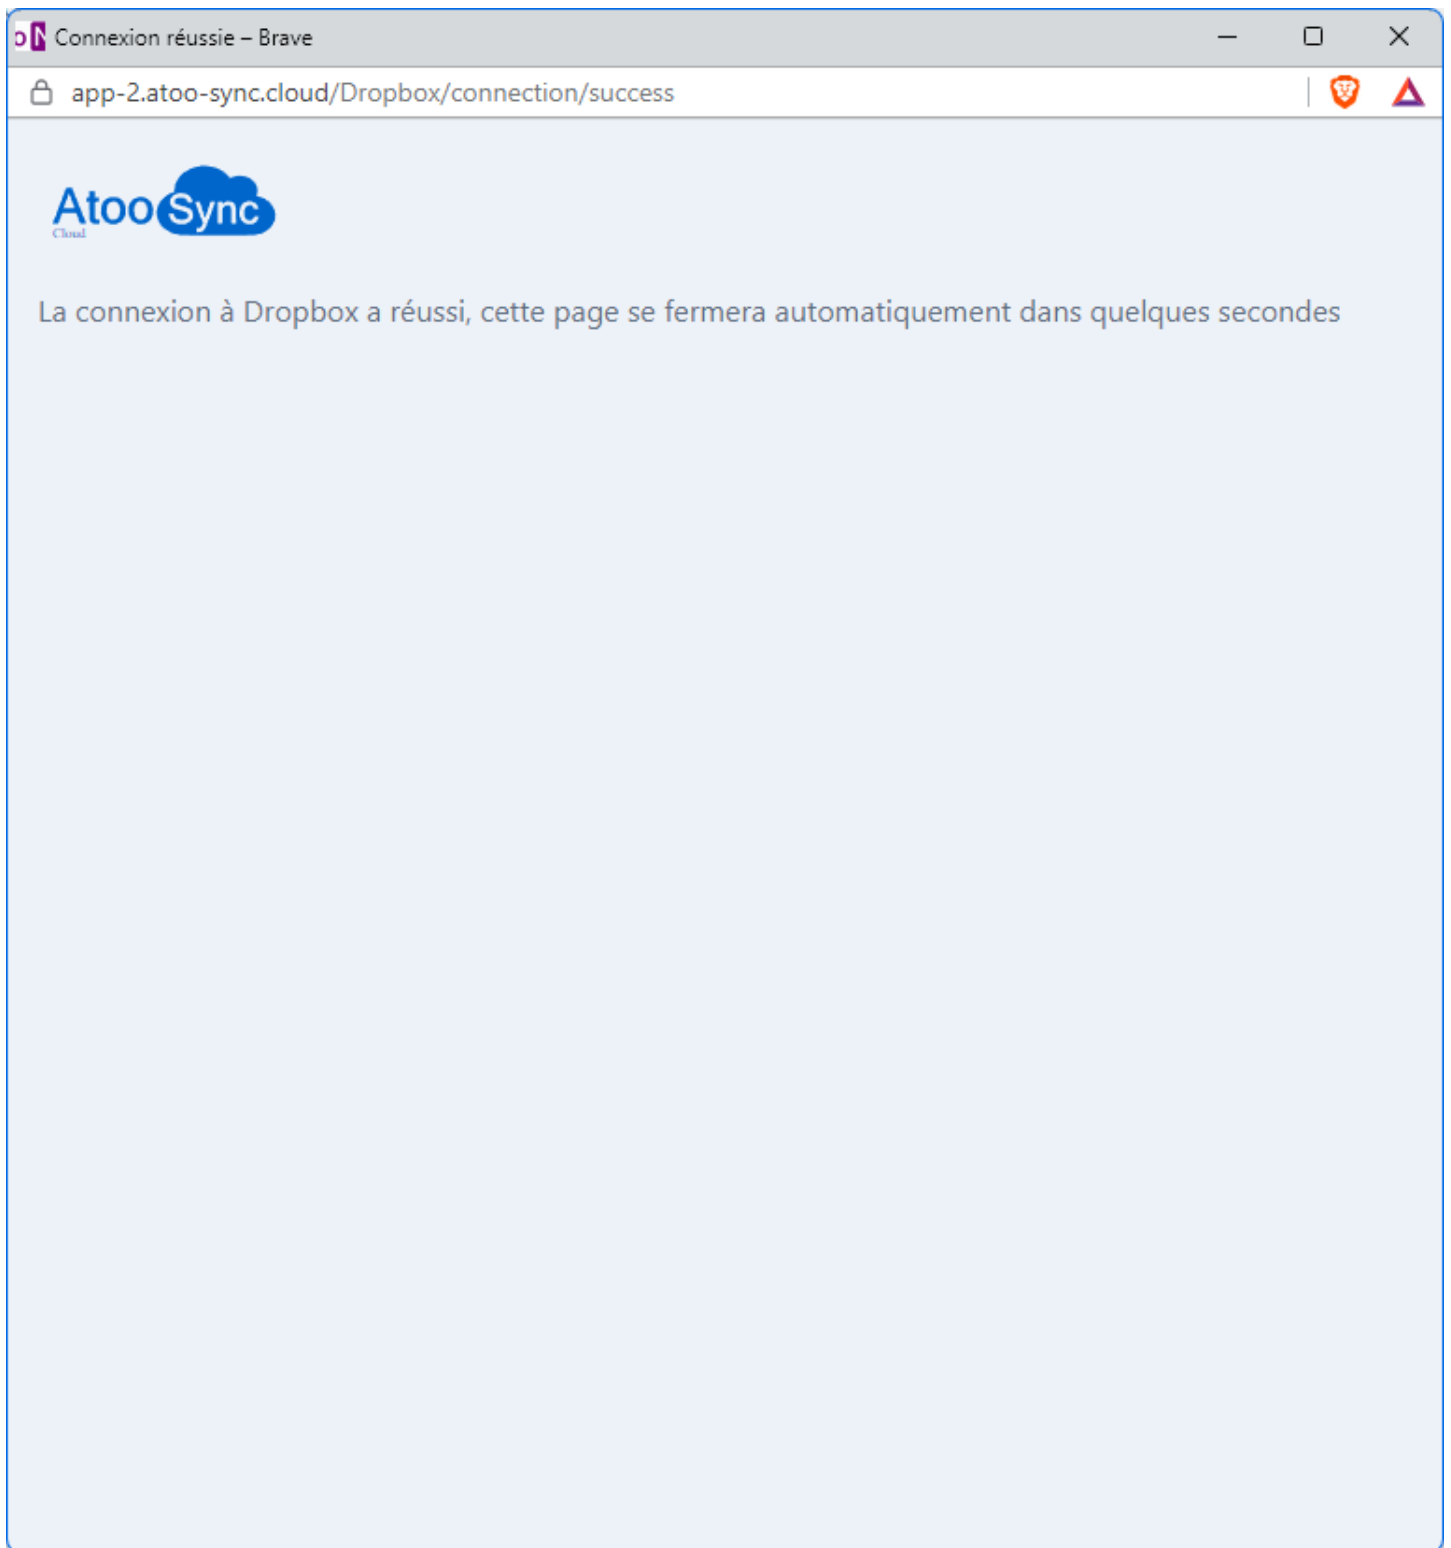 Connexion réussie – Brave
app-2.atoo-sync.cloud/Dropbox/connection/success
Atoo Sync
Cloud
La connexion à Dropbox a réussi, cette page se fermera automatiquement dans quelques secondes